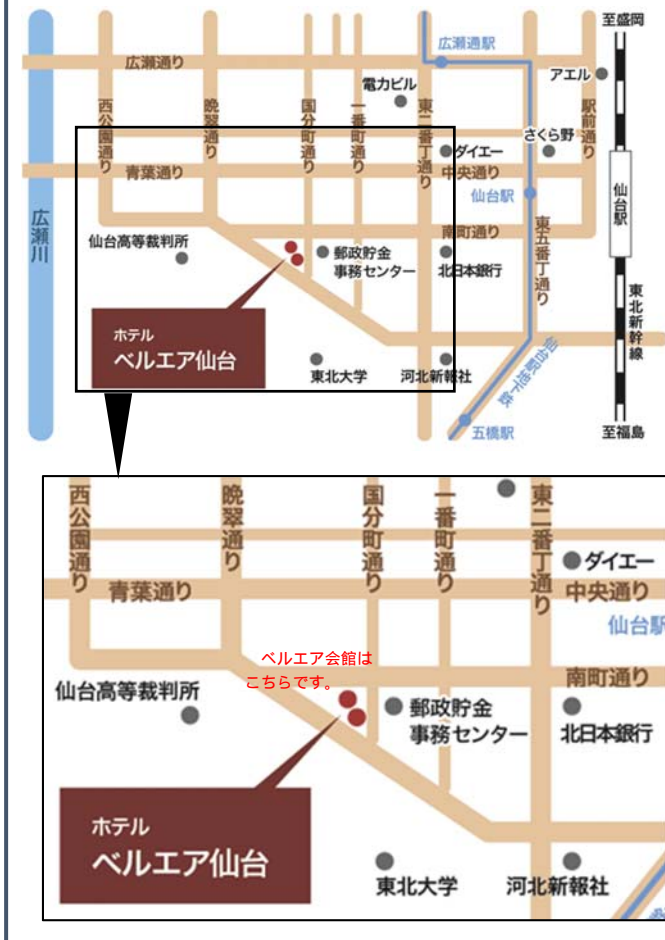 至盛岡
広瀬通駅
広瀬通り
アエル
電力ビル
西公園通り
晩翠通り
国分町通り
一番町通り
東二番丁通り
駅前通り
さくら野
ダイエー
青葉通り
中央通り
仙台駅
仙台駅
広瀬川
南町通り
東五番丁通り
仙台高等裁判所
郵政貯金
事務センター
北日本銀行
東北新幹線
ホテル
ベルエア仙台
仙台駅地下鉄
東北大学
河北新報社
五橋駅
至福島
西公園通り
晩翠通り
国分町通り
一番町通り
東二番丁通り
ダイエー
青葉通り
中央通り
仙台駅
ベルエア会館は
こちらです。
南町通り
仙台高等裁判所
郵政貯金
事務センター
北日本銀行
ホテル
ベルエア仙台
東北大学
河北新報社